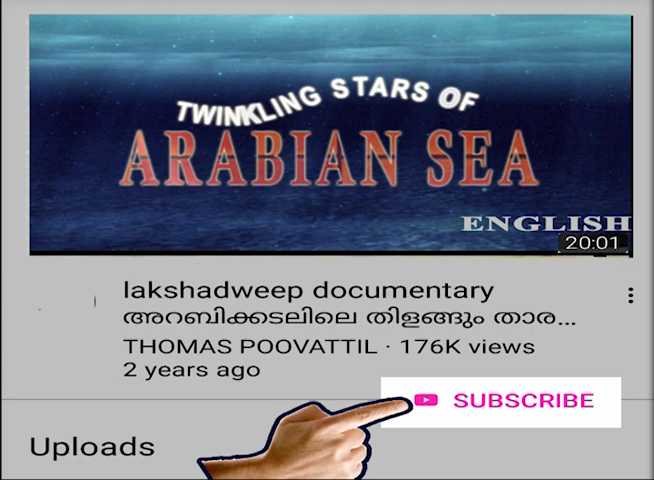 TWINKLING STARS OF
ARABIAN SEA
ENGLISH
20:01
lakshadweep documentary
അറബിക്കടലിലെ തിളങ്ങും താര...
THOMAS POOVATTIL · 176K views
2 years ago
SUBSCRIBE
Uploads